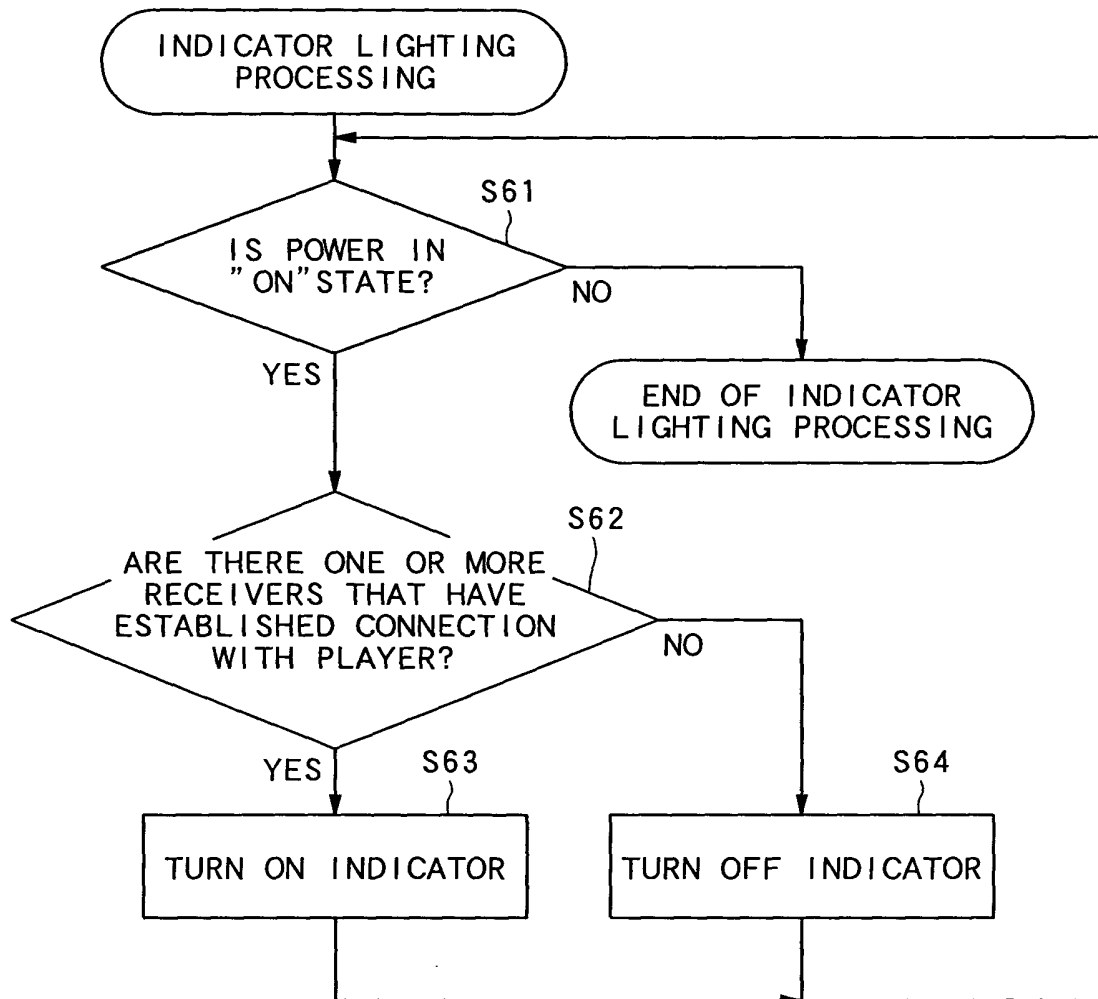 INDICATOR LIGHTING
PROCESSING
S61
IS POWER IN
"ON"STATE?
NO
YES
END OF INDICATOR
LIGHTING PROCESSING
S62
ARE THERE ONE OR MORE
RECEIVERS THAT HAVE
ESTABLISHED CONNECTION
WITH PLAYER?
NO
YES
S63
S64
TURN ON INDICATOR
TURN OFF INDICATOR